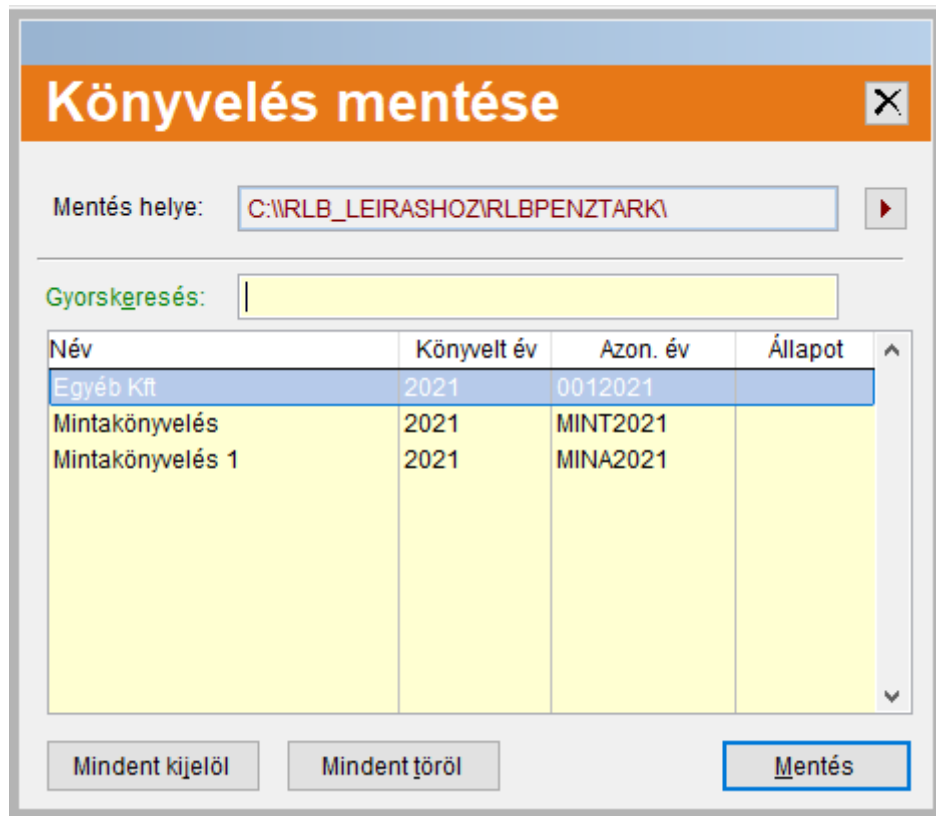 Könyvelés mentése
Mentés helye: C:\\RLB_LEIRASHOZ\RLBPENZTARK\
Gyorskeresés:
Név Könyvelt év Azon. év Állapot
Egyéb Kft 2021 0012021
Mintakönyvelés 2021 MINT2021
Mintakönyvelés 1 2021 MINA2021
Mindent kijelöl Mindent töröl Mentés